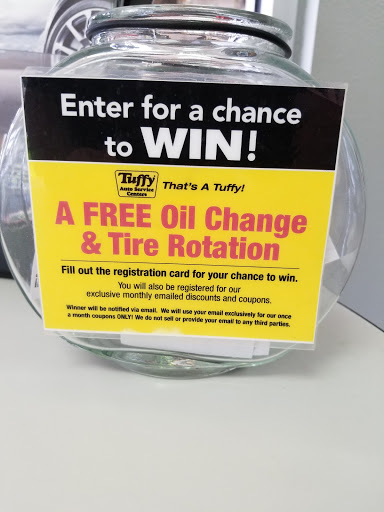 Enter for a chance
to WIN!
Tuffy
Auto Service
Centers
That's A Tuffy!
A FREE Oil Change
& Tire Rotation
Fill out the registration card for your chance to win.
You will also be registered for our
exclusive monthly emailed discounts and coupons.
Winner will be notified via email. We will use your email exclusively for our once
a month coupons ONLY! We do not sell or provide your email to any third parties.